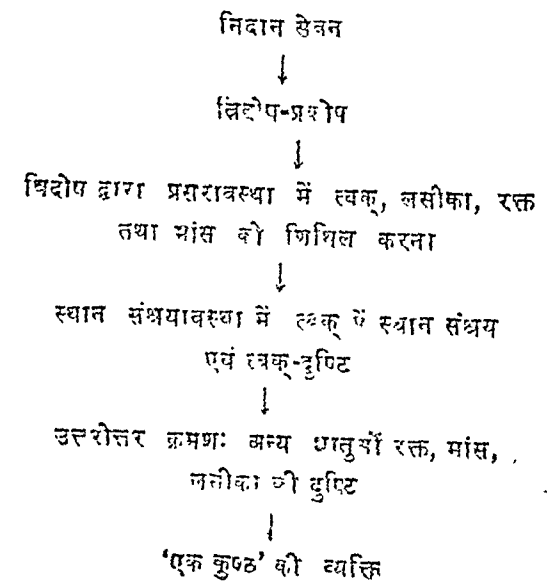 निदान सेवन
↓
त्रिदोष-प्रकोप
↓
त्रिदोष द्वारा प्रसरावस्था में त्वक्, लसीका, रक्त
तथा मांस को शिथिल करना
↓
स्थान संश्रयावस्था में त्वक् में स्थान संश्रय
एवं त्वक्-दुष्टि
↓
उत्तरोत्तर क्रमशः अन्य धातुयों रक्त, मांस,
लसीका की दुष्टि
↓
'एक कुष्ठ' की व्यक्ति